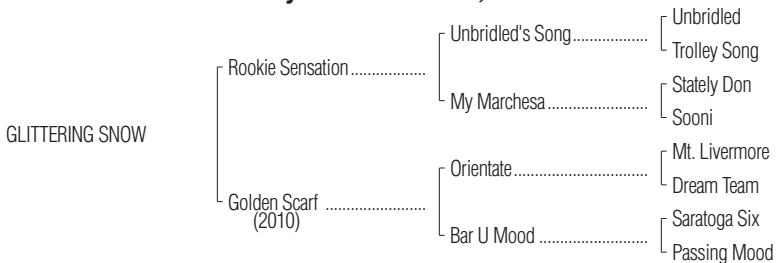 Unbridled
Unbridled's Song..................
Trolley Song
Rookie Sensation..................
Stately Don
My Marchesa........................
Sooni
GLITTERING SNOW
Mt. Livermore
Orientate................................
Dream Team
Golden Scarf ........................
(2010)
Saratoga Six
Bar U Mood ..........................
Passing Mood